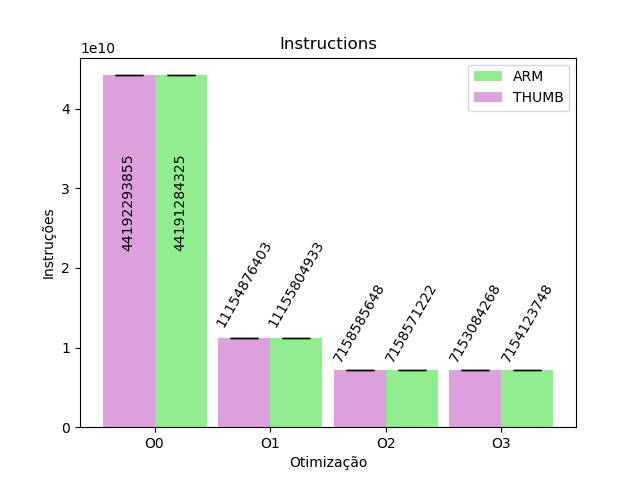 Instructions
1e10
ARM
THUMB
4
3
2
1
0
Instruções
44192293855
44191284325
11154876403
11155804933
7158585648
7158571222
7153084268
7154123748
O0
O1
O2
O3
Otimização